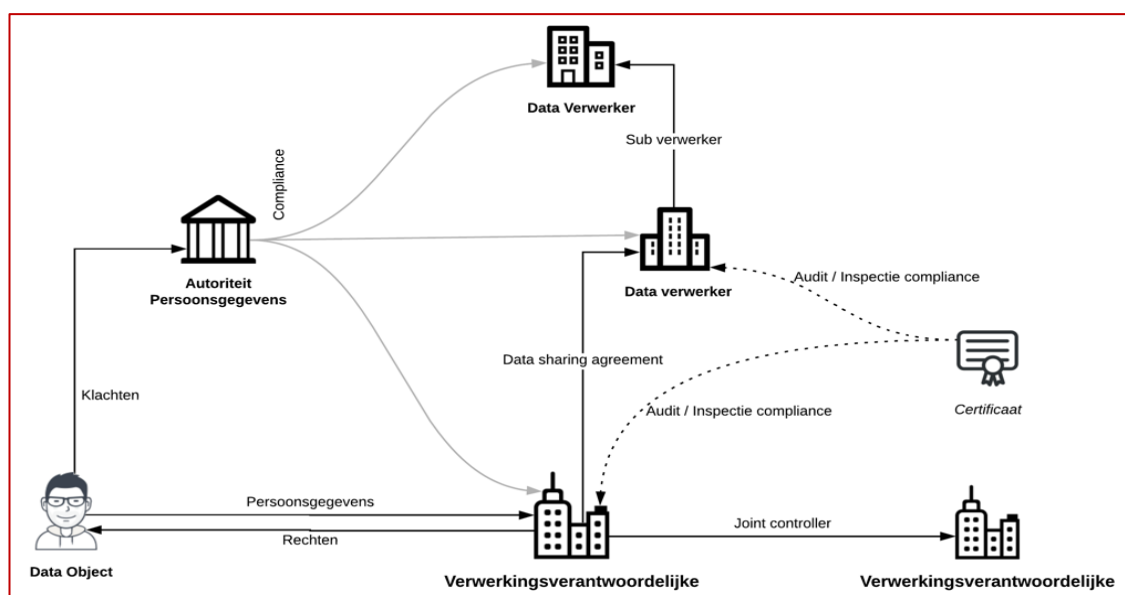 Data Verwerker
Sub verwerker
Compliance
Autoriteit
Persoonsgegevens
Data verwerker
Audit / Inspectie compliance
Data sharing agreement
Klachten
Audit / Inspectie compliance
Certificaat
Persoonsgegevens
Rechten
Joint controller
Data Object
Verwerkingsverantwoordelijke
Verwerkingsverantwoordelijke